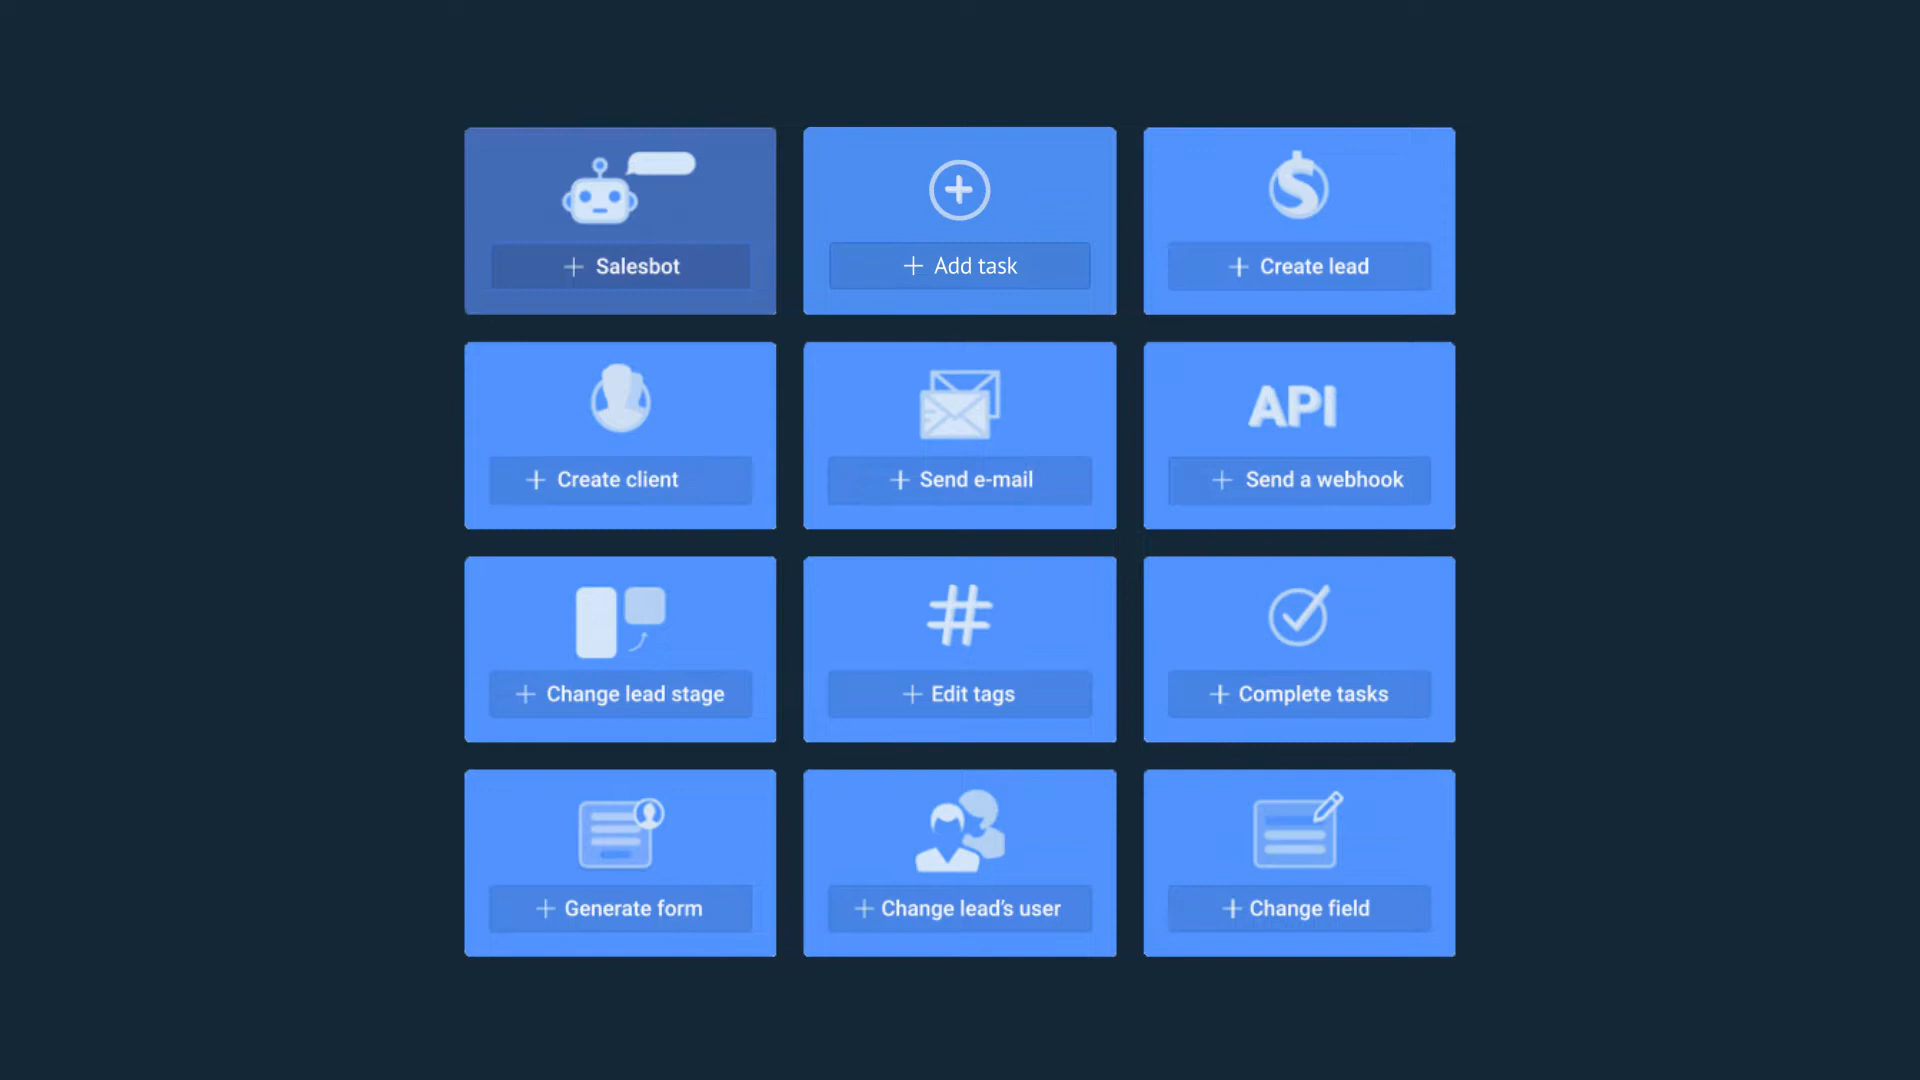 + Salesbot
+ Add task
+ Create lead
+ Create client
+ Send e-mail
API
+ Send a webhook
+ Change lead stage
+ Edit tags
+ Complete tasks
+ Generate form
+ Change lead’s user
+ Change field